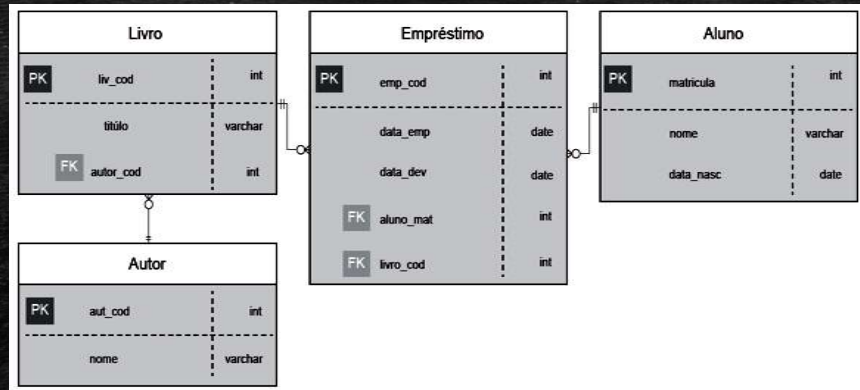 Livro
PK liv_cod int
titúlo varchar
FK autor_cod int
Empréstimo
PK emp_cod int
data_emp date
data_dev date
FK aluno_mat int
FK livro_cod int
Aluno
PK matricula int
nome varchar
data_nasc date
Autor
PK aut_cod int
nome varchar